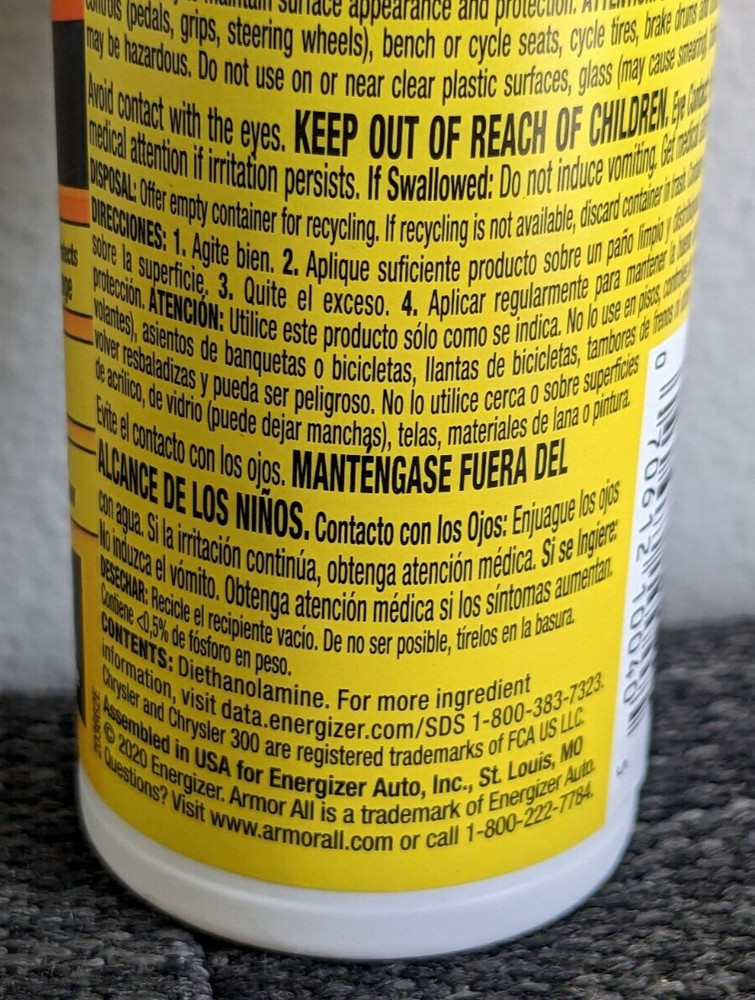 maintain surface appearance and protection.
controls (pedals, grips, steering wheels), bench or cycle seats, cycle tires, brake drums
may be hazardous. Do not use on or near clear plastic surfaces, glass (may cause smearing),
Avoid contact with the eyes. KEEP OUT OF REACH OF CHILDREN. Eye Contact:
medical attention if irritation persists. If Swallowed: Do not induce vomiting. Get medical
DISPOSAL: Offer empty container for recycling. If recycling is not available, discard container in trash.
DIRECCIONES: 1. Agite bien. 2. Aplique suficiente producto sobre un paño limpio y
sobre la superficie. 3. Quite el exceso. 4. Aplicar regularmente para mantener la
protección. ATENCIÓN: Utilice este producto sólo como se indica. No lo use en pisos,
volantes), asientos de banquetas o bicicletas, llantas de bicicletas, tambores de frenos
volver resbaladizas y pueda ser peligroso. No lo utilice cerca o sobre superficies
de acrílico, de vidrio (puede dejar manchas), telas, materiales de lana o pintura.
Evite el contacto con los ojos. MANTÉNGASE FUERA DEL
ALCANCE DE LOS NIÑOS. Contacto con los Ojos: Enjuague los ojos
con agua. Si la irritación continúa, obtenga atención médica. Si se Ingiere:
No induzca el vómito. Obtenga atención médica si los síntomas aumentan.
DESECHAR: Recicle el recipiente vacío. De no ser posible, tírelos en la basura.
Contiene <0,5% de fósforo en peso.
CONTENTS: Diethanolamine. For more ingredient
information, visit data.energizer.com/SDS 1-800-383-7323.
Chrysler and Chrysler 300 are registered trademarks of FCA US LLC.
Assembled in USA for Energizer Auto, Inc., St. Louis, MO
© 2020 Energizer. Armor All is a trademark of Energizer Auto.
Questions? Visit www.armorall.com or call 1-800-222-7784.